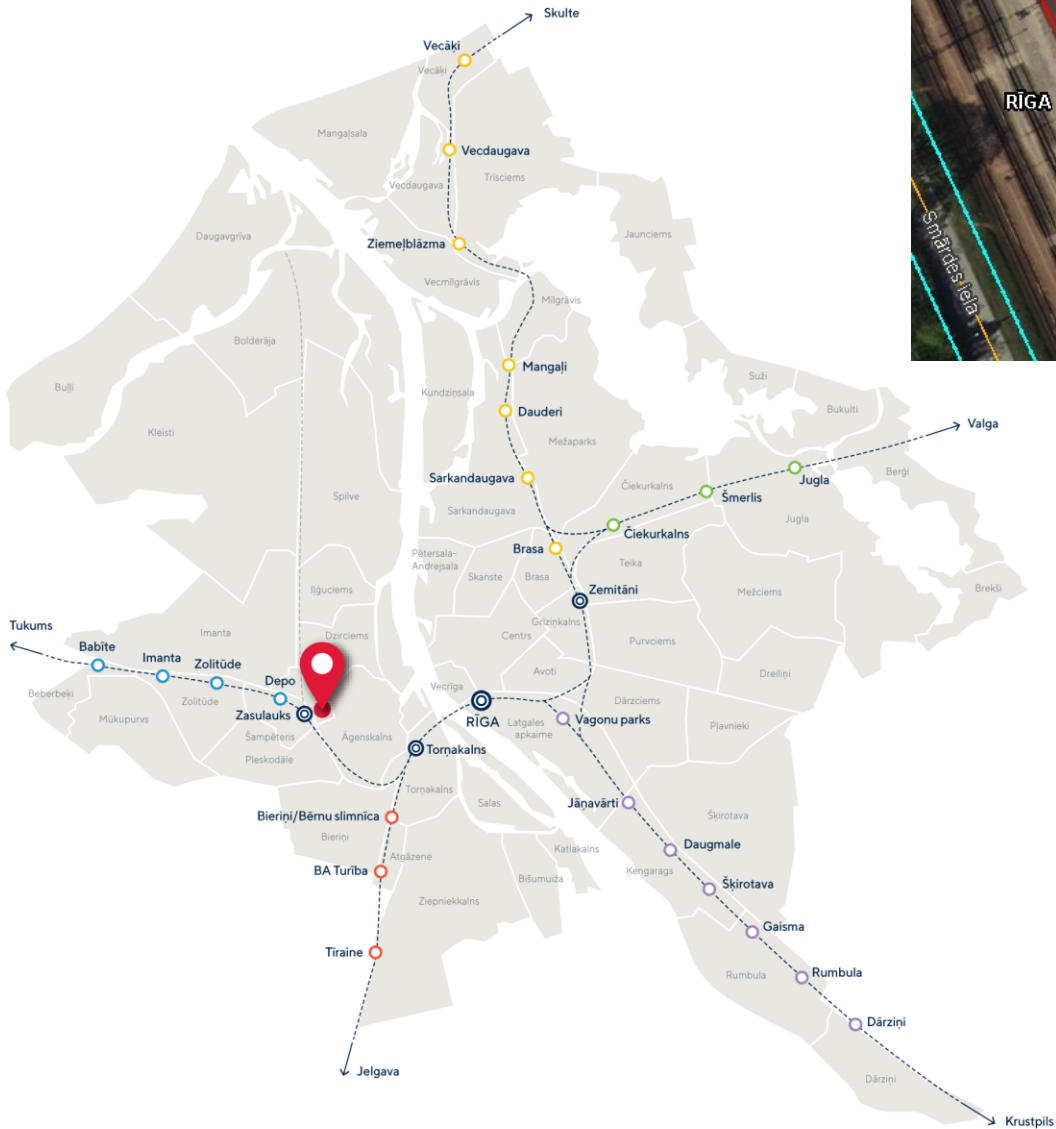 Skulte
Vecāķi
Vecāķi
RĪGA
Mangaļsala
Vecdaugava
Trīsciems
Vecdaugava
Smārdes iela
Daugavgrīva
Ziemeļblāzma
Jaunciems
Vecmīlgrāvis
Mīlgrāvis
Bolderāja
Mangaļi
Suži
Buļļi
Kundziņsala
Dauderi
Bukulti
Kleisti
Mežaparks
Valga
Berģi
Jugla
Sarkandaugava
Čiekurkalns
Šmerlis
Spilve
Sarkandaugava
Jugla
Čiekurkalns
Pētersala-
Andrejsala
Skanste
Brasa
Brasa
Teika
Iļģuciems
Zemitāni
Mežciems
Brekši
Grīziņkalns
Tukums
Imanta
Dzirciems
Centrs
Purvciems
Babīte
Imanta
Zolitūde
Avoti
Dreiliņi
Beberbeķi
Mūkupurvs
Zolitūde
Depo
Vecrīga
Dārzciems
Zasulauks
RĪGA
Latgales
apkaime
Vagonu parks
Pļavnieki
Šampēteris
Āgenskalns
Torņakalns
Pleskodāle
Torņakalns
Salas
Jāņavārti
Bieriņi/Bērnu slimnīca
Šķirotava
Bieriņi
Atgāzene
Katlakalns
Daugmale
BA Turība
Bišumuiža
Ķengarags
Šķirotava
Ziepniekkalns
Gaisma
Tīraine
Rumbula
Rumbula
Dārziņi
Jelgava
Dārziņi
Krustpils